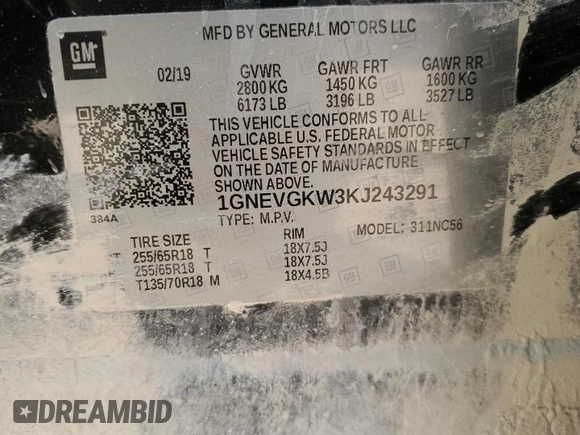 GM
MFD BY GENERAL MOTORS LLC
02/19 GVWR GAWR FRT GAWR RR
2800 KG 1450 KG 1600 KG
6173 LB 3196 LB 3527 LB
THIS VEHICLE CONFORMS TO ALL
APPLICABLE U.S. FEDERAL MOTOR
VEHICLE SAFETY STANDARDS IN EFFECT
ON THE DATE OF MANUFACTURE
SHOWN ABOVE.
384A
1GNEVGKW3KJ243291
TYPE: M.P.V. MODEL: 311NC56
TIRE SIZE RIM
255/65R18 T 18X7.5J
255/65R18 T 18X7.5J
T135/70R18 M 18X4.5B
DREAMBID